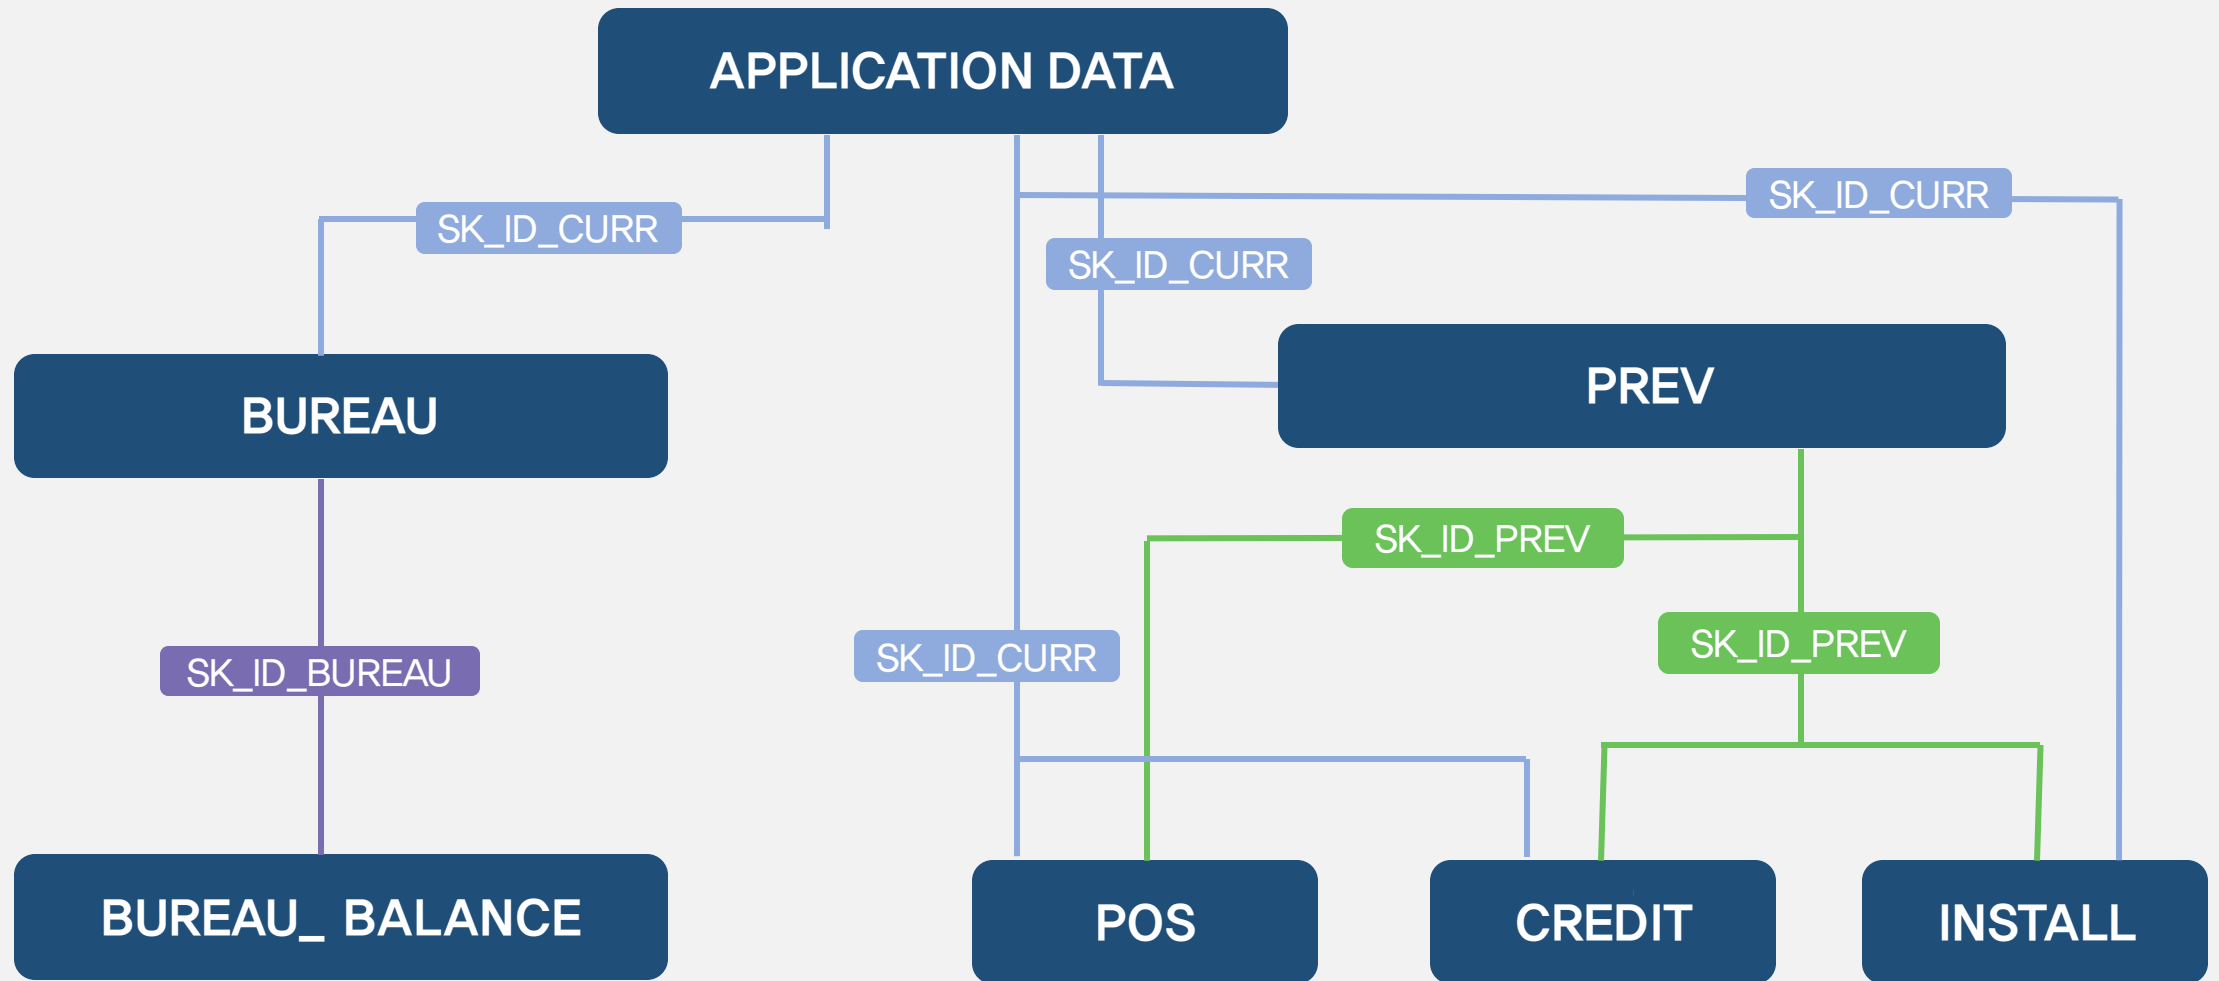 APPLICATION DATA
SK_ID_CURR
SK_ID_CURR
SK_ID_CURR
PREV
BUREAU
SK_ID_PREV
SK_ID_PREV
SK_ID_CURR
SK_ID_BUREAU
BUREAU_ BALANCE
POS
CREDIT
INSTALL